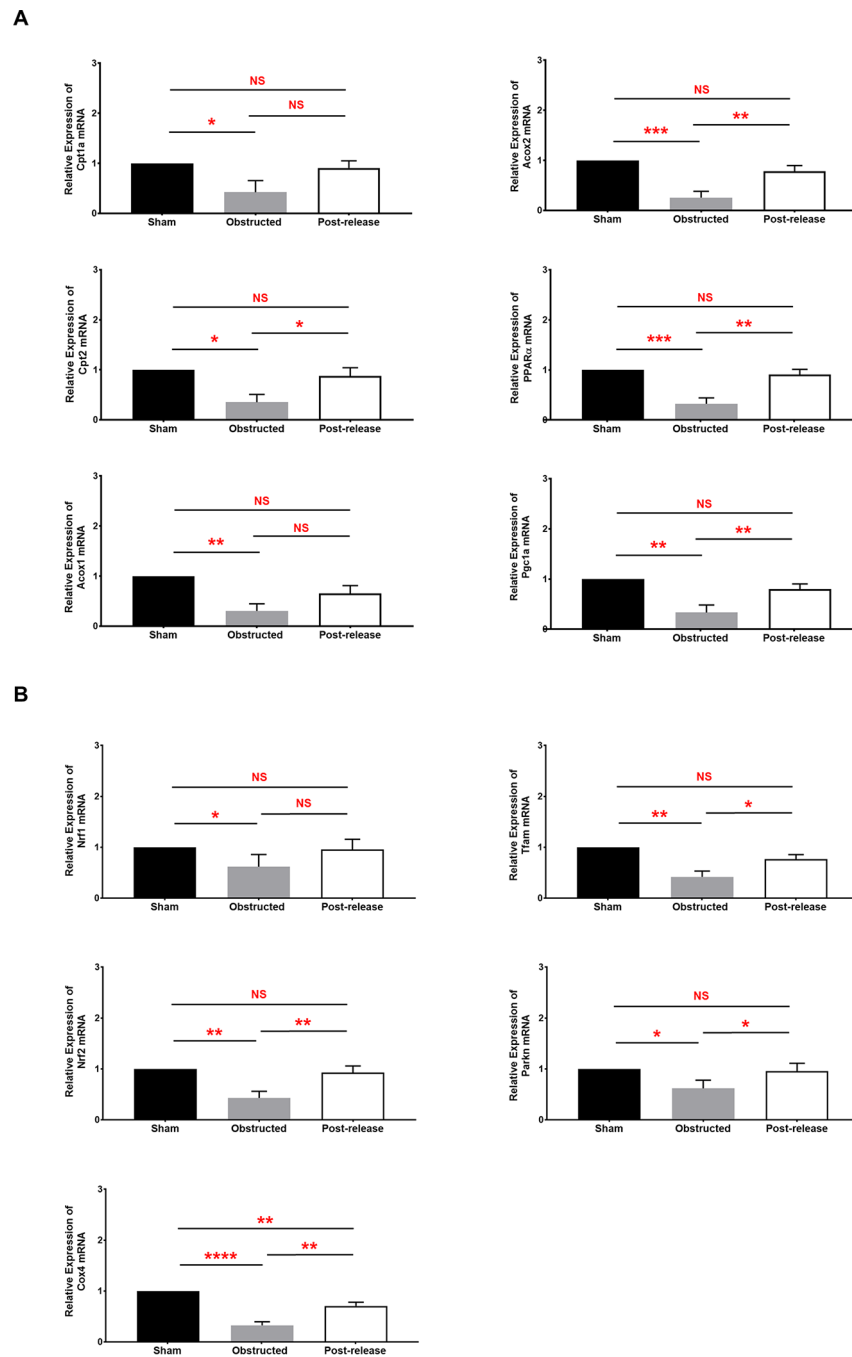 A
Relative Expression of
Cpt1a mRNA
3
2
1
0
NS
*
NS
Sham Obstructed Post-release
Relative Expression of
Acox2 mRNA
3
2
1
0
NS
***
**
Sham Obstructed Post-release
Relative Expression of
Cpt2 mRNA
3
2
1
0
NS
*
*
Sham Obstructed Post-release
Relative Expression of
PPARα mRNA
3
2
1
0
NS
***
**
Sham Obstructed Post-release
Relative Expression of
Acox1 mRNA
3
2
1
0
NS
**
NS
Sham Obstructed Post-release
Relative Expression of
Pgc1a mRNA
3
2
1
0
NS
**
**
Sham Obstructed Post-release
B
Relative Expression of
Nrf1 mRNA
3
2
1
0
NS
*
NS
Sham Obstructed Post-release
Relative Expression of
Tfam mRNA
3
2
1
0
NS
**
*
Sham Obstructed Post-release
Relative Expression of
Nrf2 mRNA
3
2
1
0
NS
**
**
Sham Obstructed Post-release
Relative Expression of
Parkn mRNA
3
2
1
0
NS
*
*
Sham Obstructed Post-release
Relative Expression of
Cox4 mRNA
3
2
1
0
**
****
**
Sham Obstructed Post-release